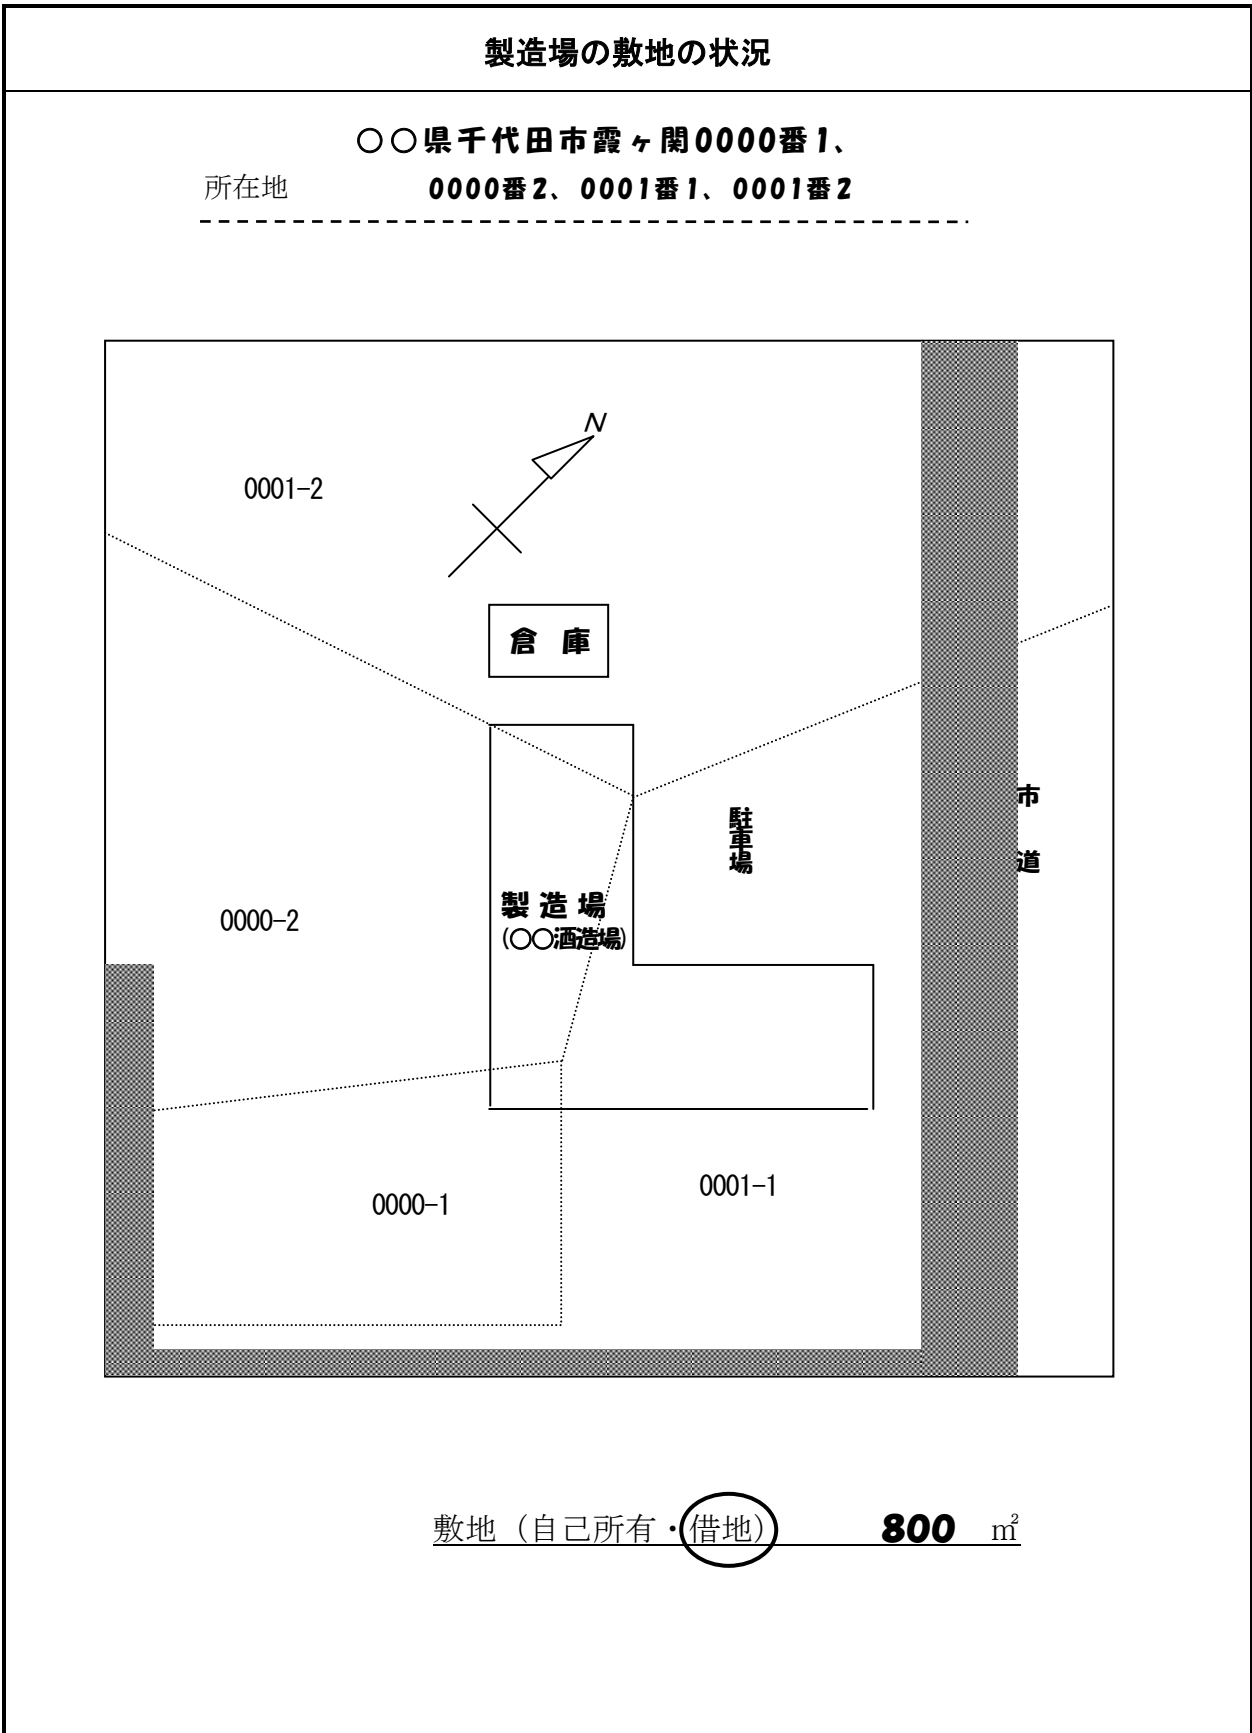 製造場の敷地の状況
○○県千代田市霞ヶ関0000番1、
所在地 0000番2、0001番1、0001番2
N
0001-2
倉庫
駐車場
市道
製造場
(○○酒造場)
0000-2
0001-1
0000-1
敷地（自己所有・借地） 800 ㎡